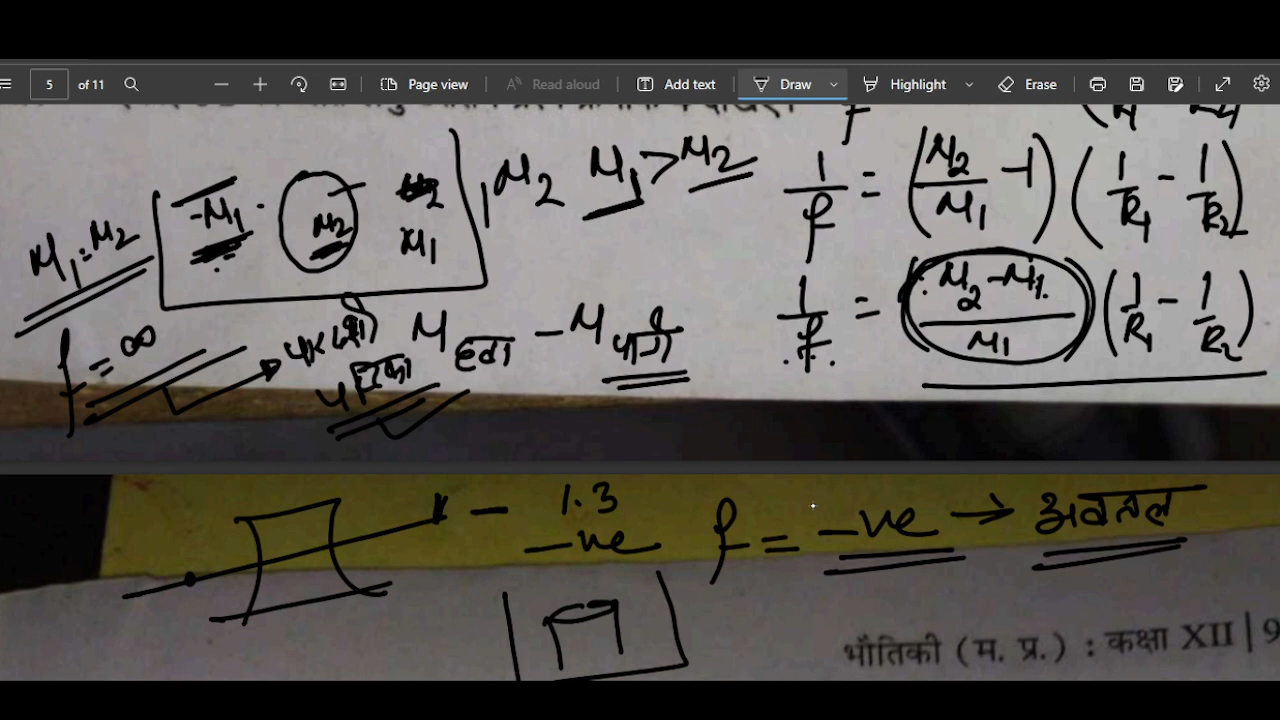 5 of 11 Page view Read aloud Add text Draw Highlight Erase
μ₁ = μ₂
-μ₁ μ₂ μ₁
μ₂ μ₁ > μ₂
1/f = (μ₂/μ₁ - 1) (1/R₁ - 1/R₂)
1/f = (μ₂ - μ₁/μ₁) (1/R₁ - 1/R₂)
f = ∞
μ हवा - μ पानी
- 1.3
-ve
f = -ve → अवतल
भौतिकी (म. प्र.) : कक्षा XII | 9